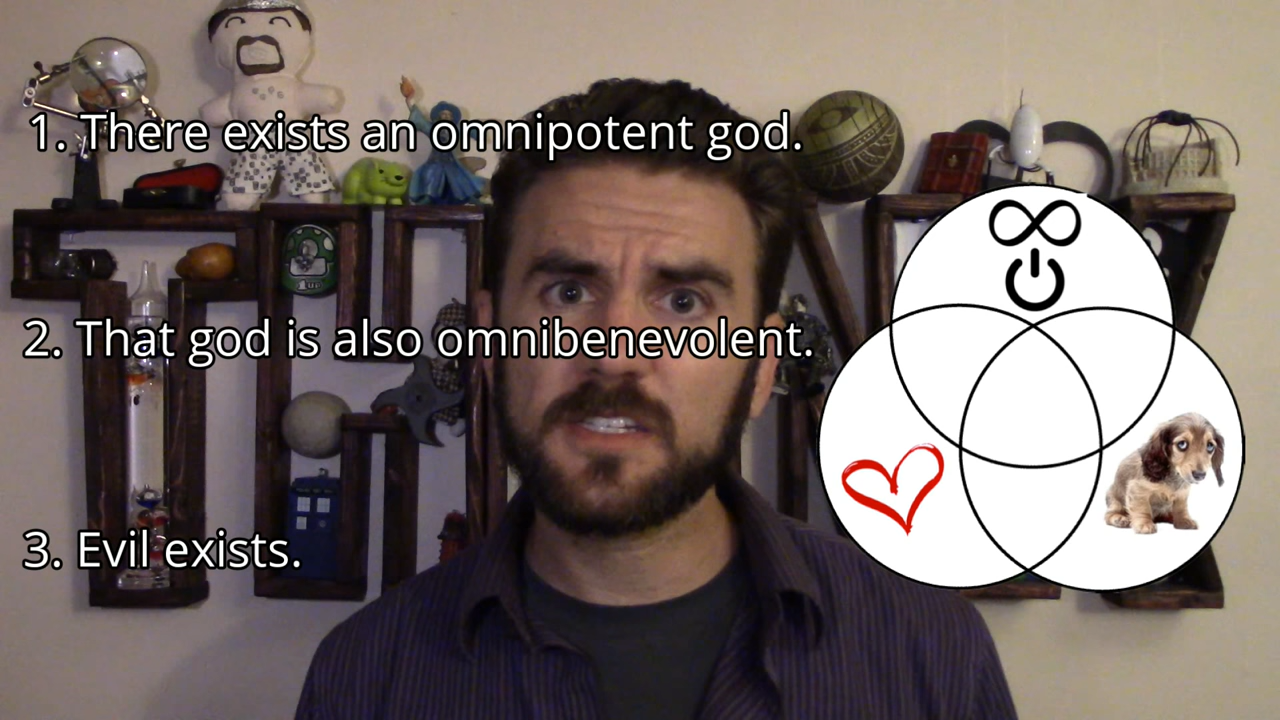 1. There exists an omnipotent god.
2. That god is also omnibenevolent.
3. Evil exists.